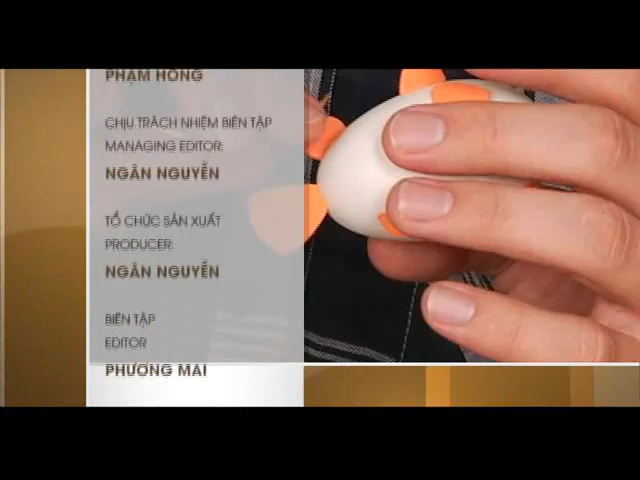 PHẠM HỒNG
CHỊU TRÁCH NHIỆM BIÊN TẬP
MANAGING EDITOR:
NGÂN NGUYỄN
TỔ CHỨC SẢN XUẤT
PRODUCER:
NGÂN NGUYỄN
BIÊN TẬP
EDITOR
PHƯƠNG MAI